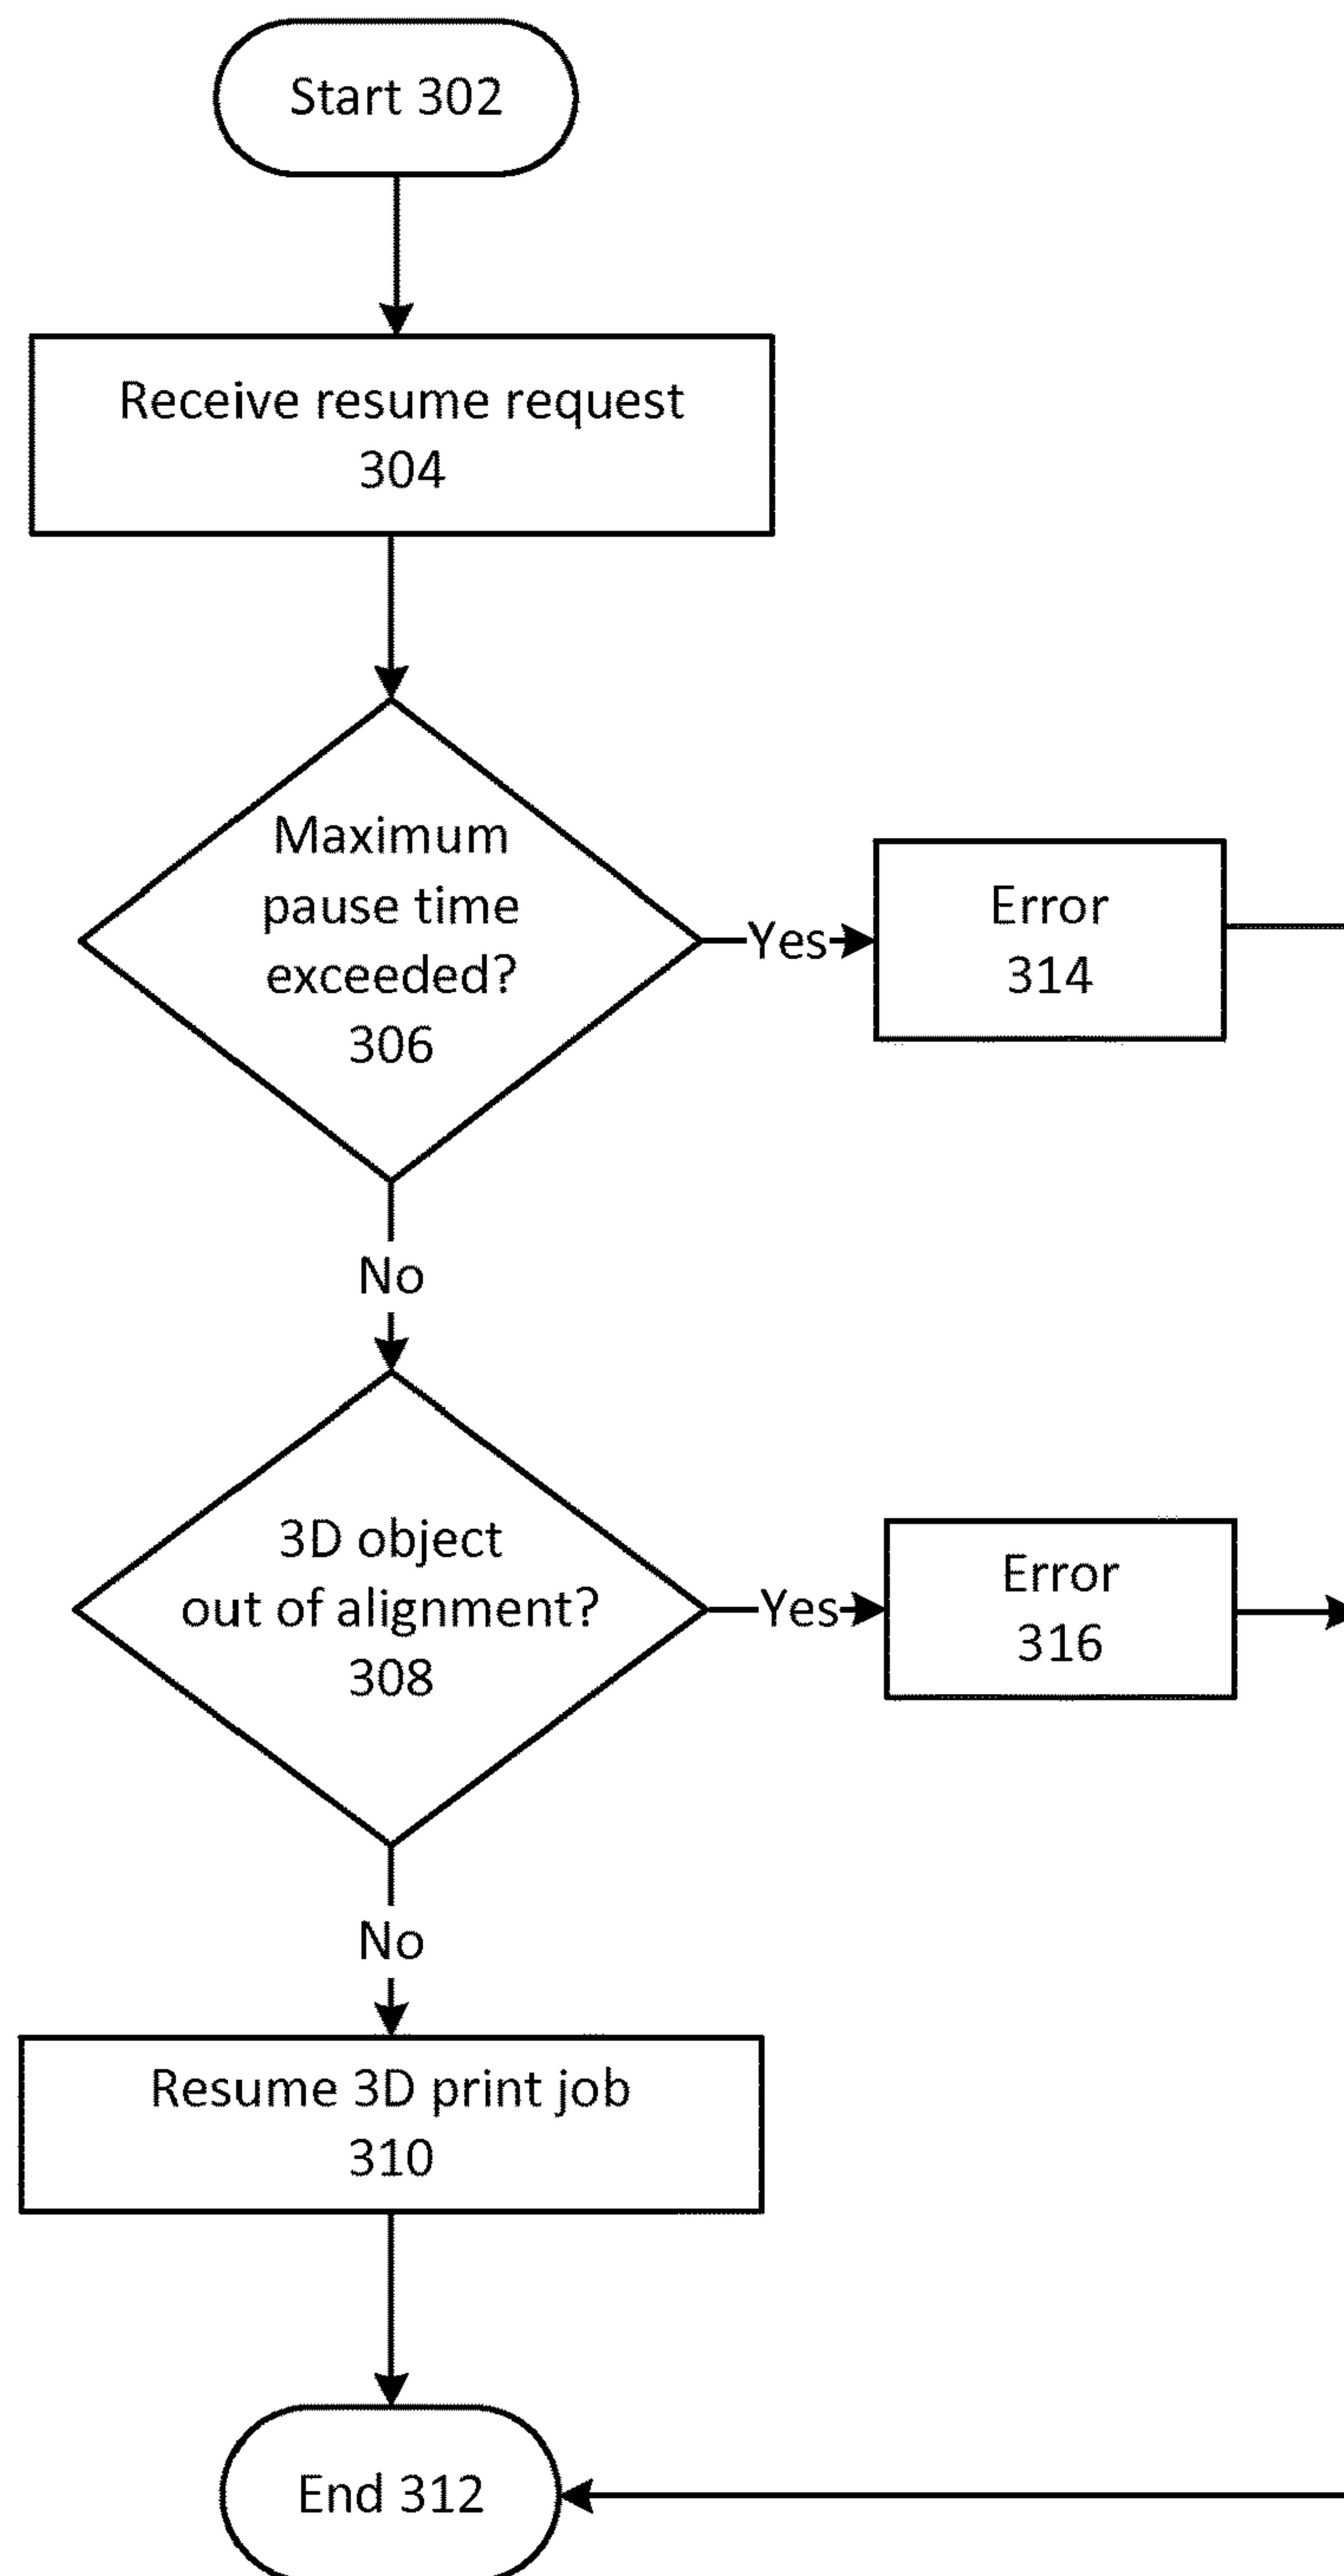 Start 302
Receive resume request
304
Maximum
pause time
exceeded?
306
Yes
Error
314
No
3D object
out of alignment?
308
Yes
Error
316
No
Resume 3D print job
310
End 312